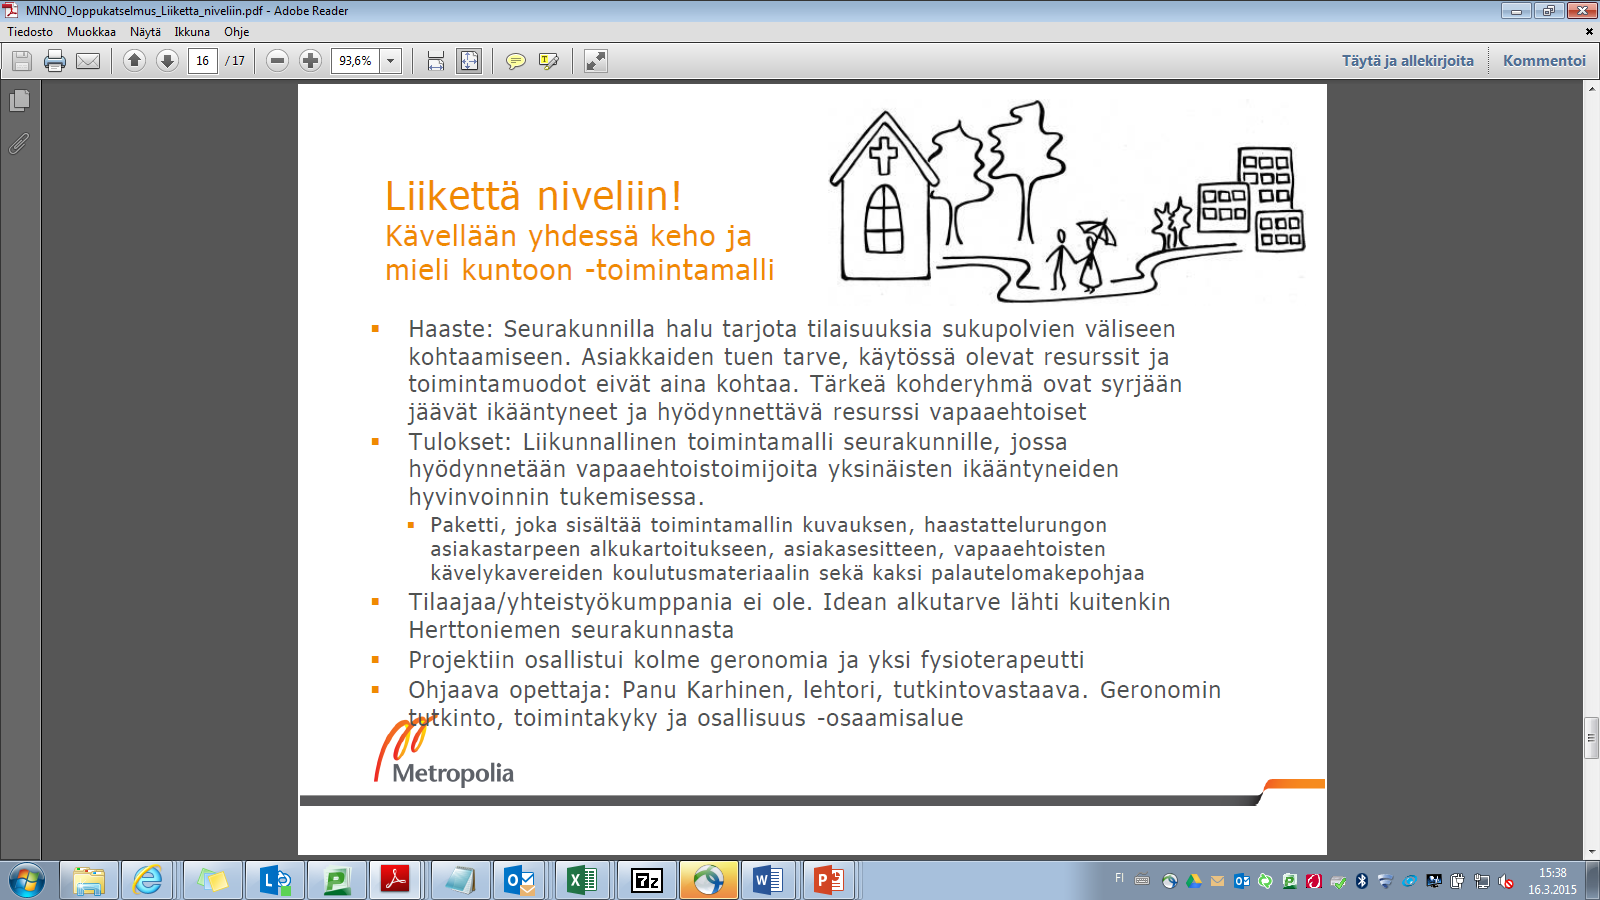 MINNO_loppukatselmus_Liiketta_niveliin.pdf - Adobe Reader
Tiedosto Muokkaa Näytä Ikkuna Ohje
16 / 17 93,6% Täytä ja allekirjoita Kommentoi
Liikettä niveliin!
Kävellään yhdessä keho ja
mieli kuntoon -toimintamalli
Haaste: Seurakunnilla halu tarjota tilaisuuksia sukupolvien väliseen
kohtaamiseen. Asiakkaiden tuen tarve, käytössä olevat resurssit ja
toimintamuodot eivät aina kohtaa. Tärkeä kohderyhmä ovat syrjään
jäävät ikääntyneet ja hyödynnettävä resurssi vapaaehtoiset
Tulokset: Liikunnallinen toimintamalli seurakunnille, jossa
hyödynnetään vapaaehtoistoimijoita yksinäisten ikääntyneiden
hyvinvoinnin tukemisessa.
Paketti, joka sisältää toimintamallin kuvauksen, haastattelurungon
asiakastarpeen alkukartoitukseen, asiakasesitteen, vapaaehtoisten
kävelykavereiden koulutusmateriaalin sekä kaksi palautelomakepohjaa
Tilaajaa/yhteistyökumppania ei ole. Idean alkutarve lähti kuitenkin
Herttoniemen seurakunnasta
Projektiin osallistui kolme geronomia ja yksi fysioterapeutti
Ohjaava opettaja: Panu Karhinen, lehtori, tutkintovastaava. Geronomin
tutkinto, toimintakyky ja osallisuus -osaamisalue
Metropolia
FI 15:38
16.3.2015